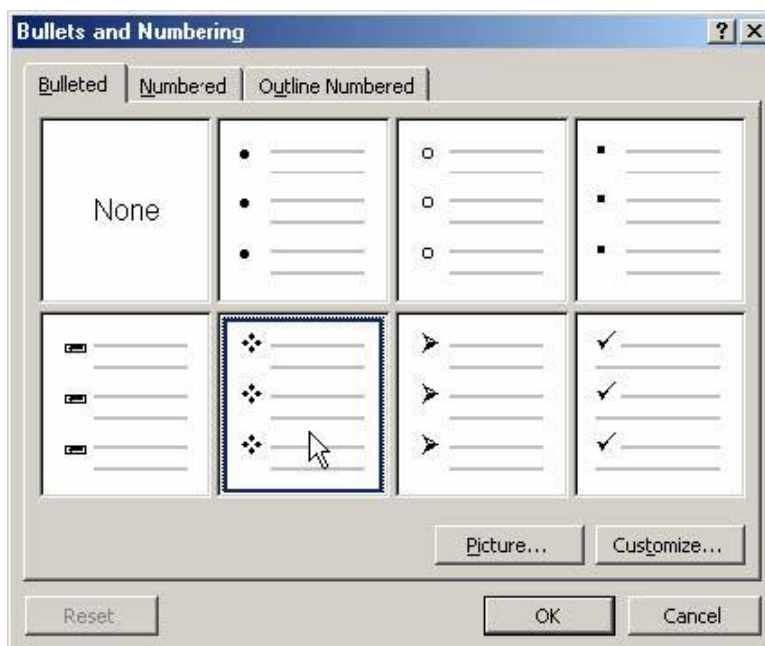 Bullets and Numbering
Bulleted Numbered Outline Numbered
None
Picture... Customize...
Reset OK Cancel